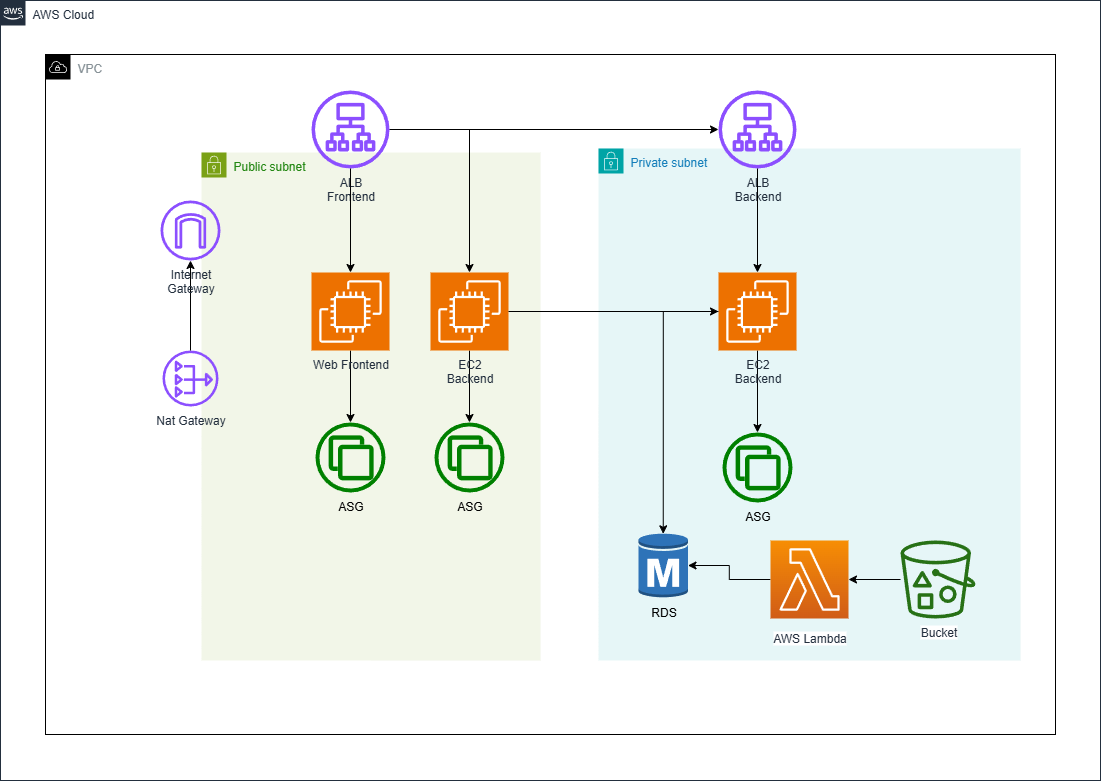 aws
AWS Cloud
VPC
Public subnet
Private subnet
ALB
Frontend
ALB
Backend
Internet
Gateway
Web Frontend
EC2
Backend
EC2
Backend
Nat Gateway
ASG
ASG
ASG
M
RDS
AWS Lambda
Bucket